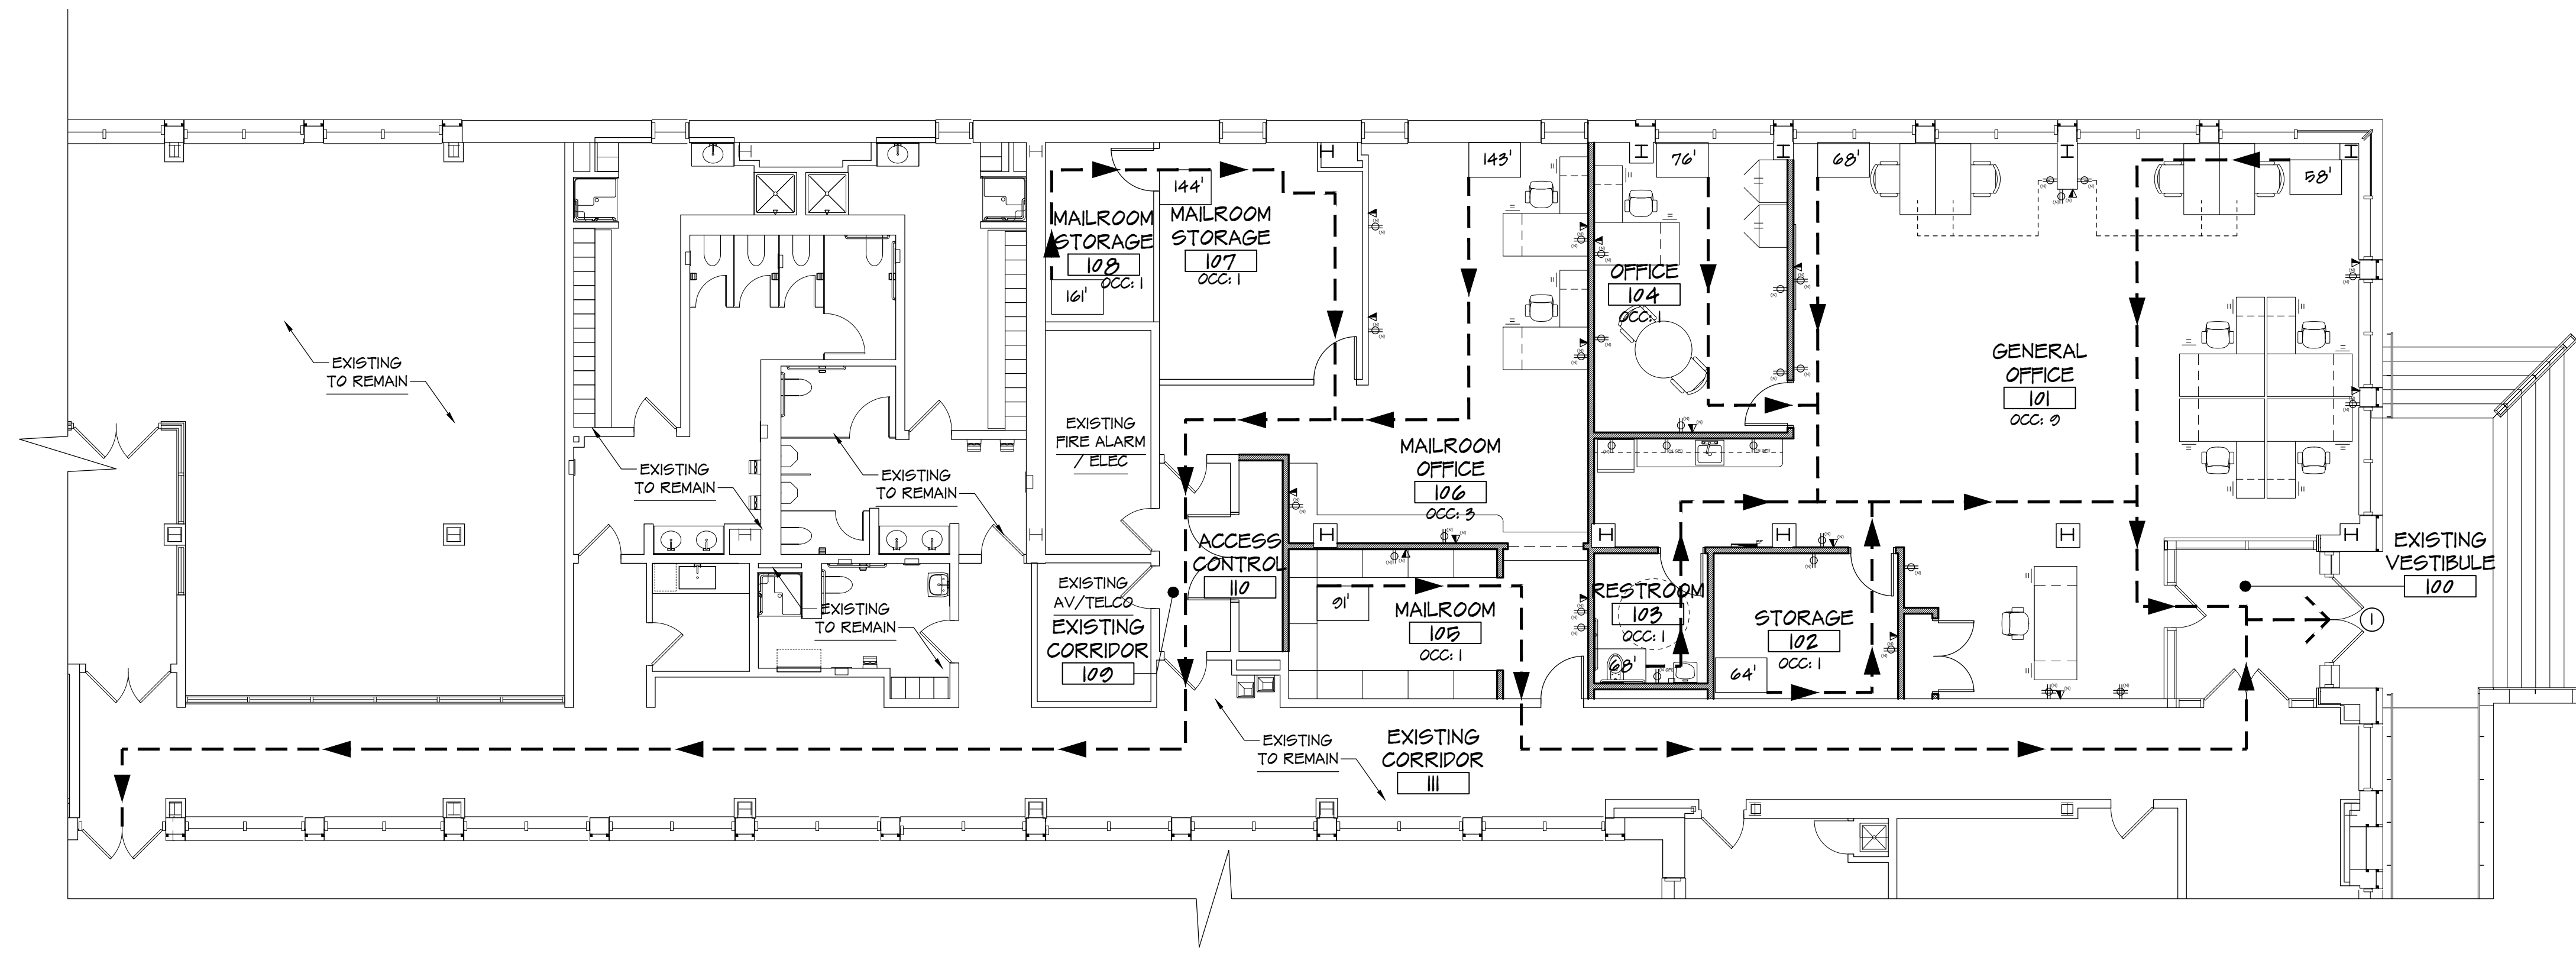 144'
143'
76'
68'
58'
MAILROOM
STORAGE
108
OCC: 1
161'
MAILROOM
STORAGE
107
OCC: 1
OFFICE
104
OCC: 1
GENERAL
OFFICE
101
OCC: 9
EXISTING
TO REMAIN
EXISTING
FIRE ALARM
/ ELEC
MAILROOM
OFFICE
106
OCC: 3
EXISTING
TO REMAIN
EXISTING
TO REMAIN
ACCESS
CONTROL
110
EXISTING
VESTIBULE
100
EXISTING
AV/TELCO
91'
MAILROOM
105
OCC: 1
RESTROOM
103
OCC: 1
68'
STORAGE
102
OCC: 1
64'
1
EXISTING
TO REMAIN
EXISTING
CORRIDOR
109
EXISTING
TO REMAIN
EXISTING
CORRIDOR
111